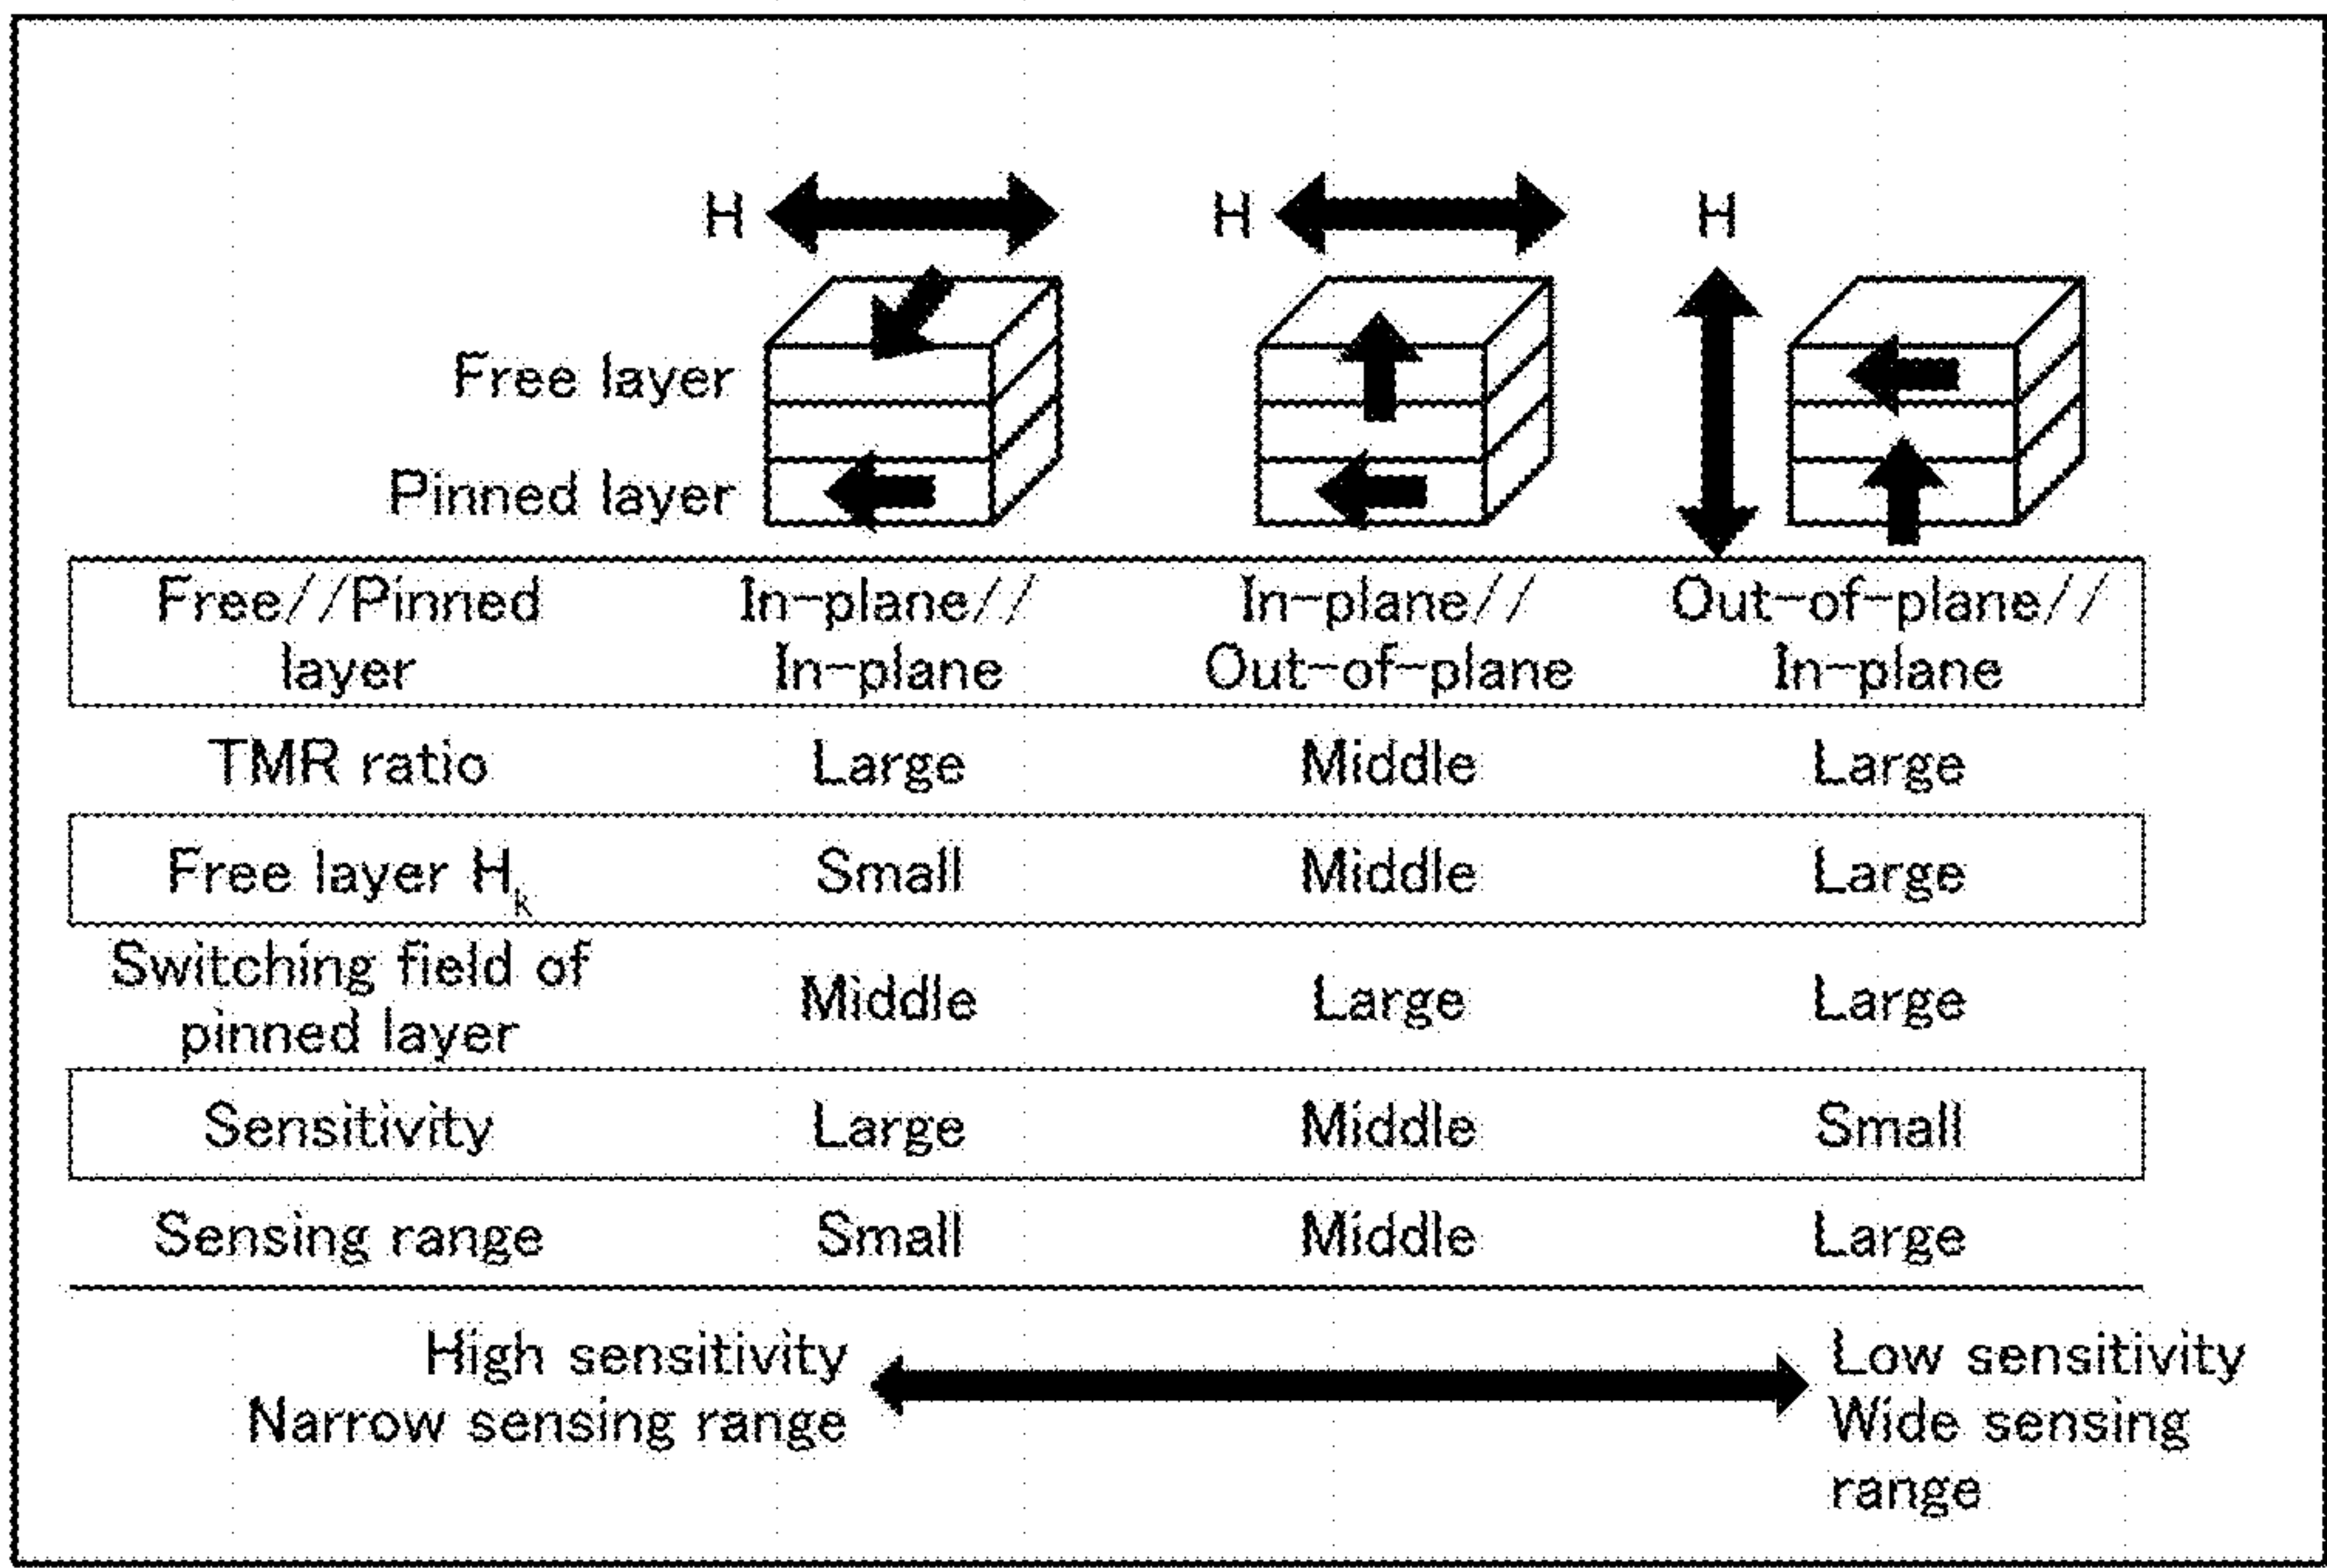 H H H
Free layer
Pinned layer
Free//Pinned layer In-plane// In-plane In-plane// Out-of-plane Out-of-plane// In-plane
TMR ratio Large Middle Large
Free layer Hk Small Middle Large
Switching field of pinned layer Middle Large Large
Sensitivity Large Middle Small
Sensing range Small Middle Large
High sensitivity
Narrow sensing range
Low sensitivity
Wide sensing
range